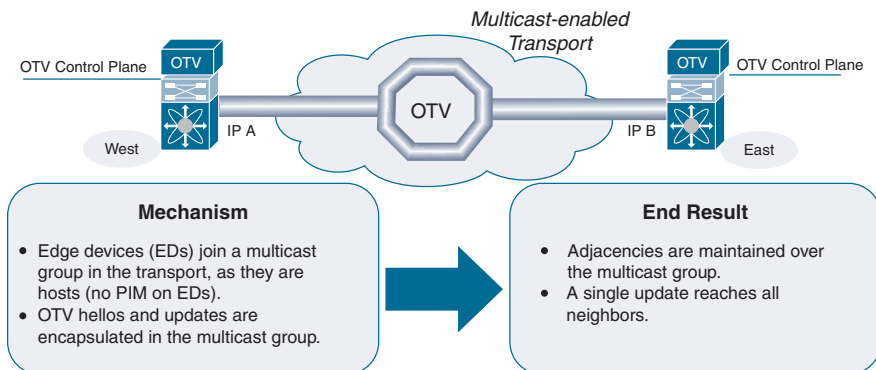 Multicast-enabled
Transport
OTV
OTV
OTV Control Plane
OTV Control Plane
OTV
IP A
IP B
West
East
Mechanism
• Edge devices (EDs) join a multicast
group in the transport, as they are
hosts (no PIM on EDs).
• OTV hellos and updates are
encapsulated in the multicast group.
End Result
• Adjacencies are maintained over
the multicast group.
• A single update reaches all
neighbors.